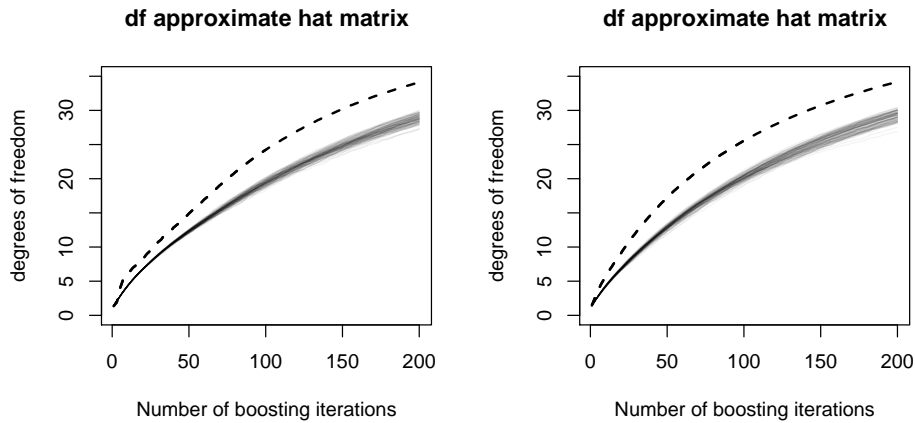 df approximate hat matrix
degrees of freedom
30
20
10
5
0
0 50 100 150 200
Number of boosting iterations
df approximate hat matrix
degrees of freedom
30
20
10
5
0
0 50 100 150 200
Number of boosting iterations